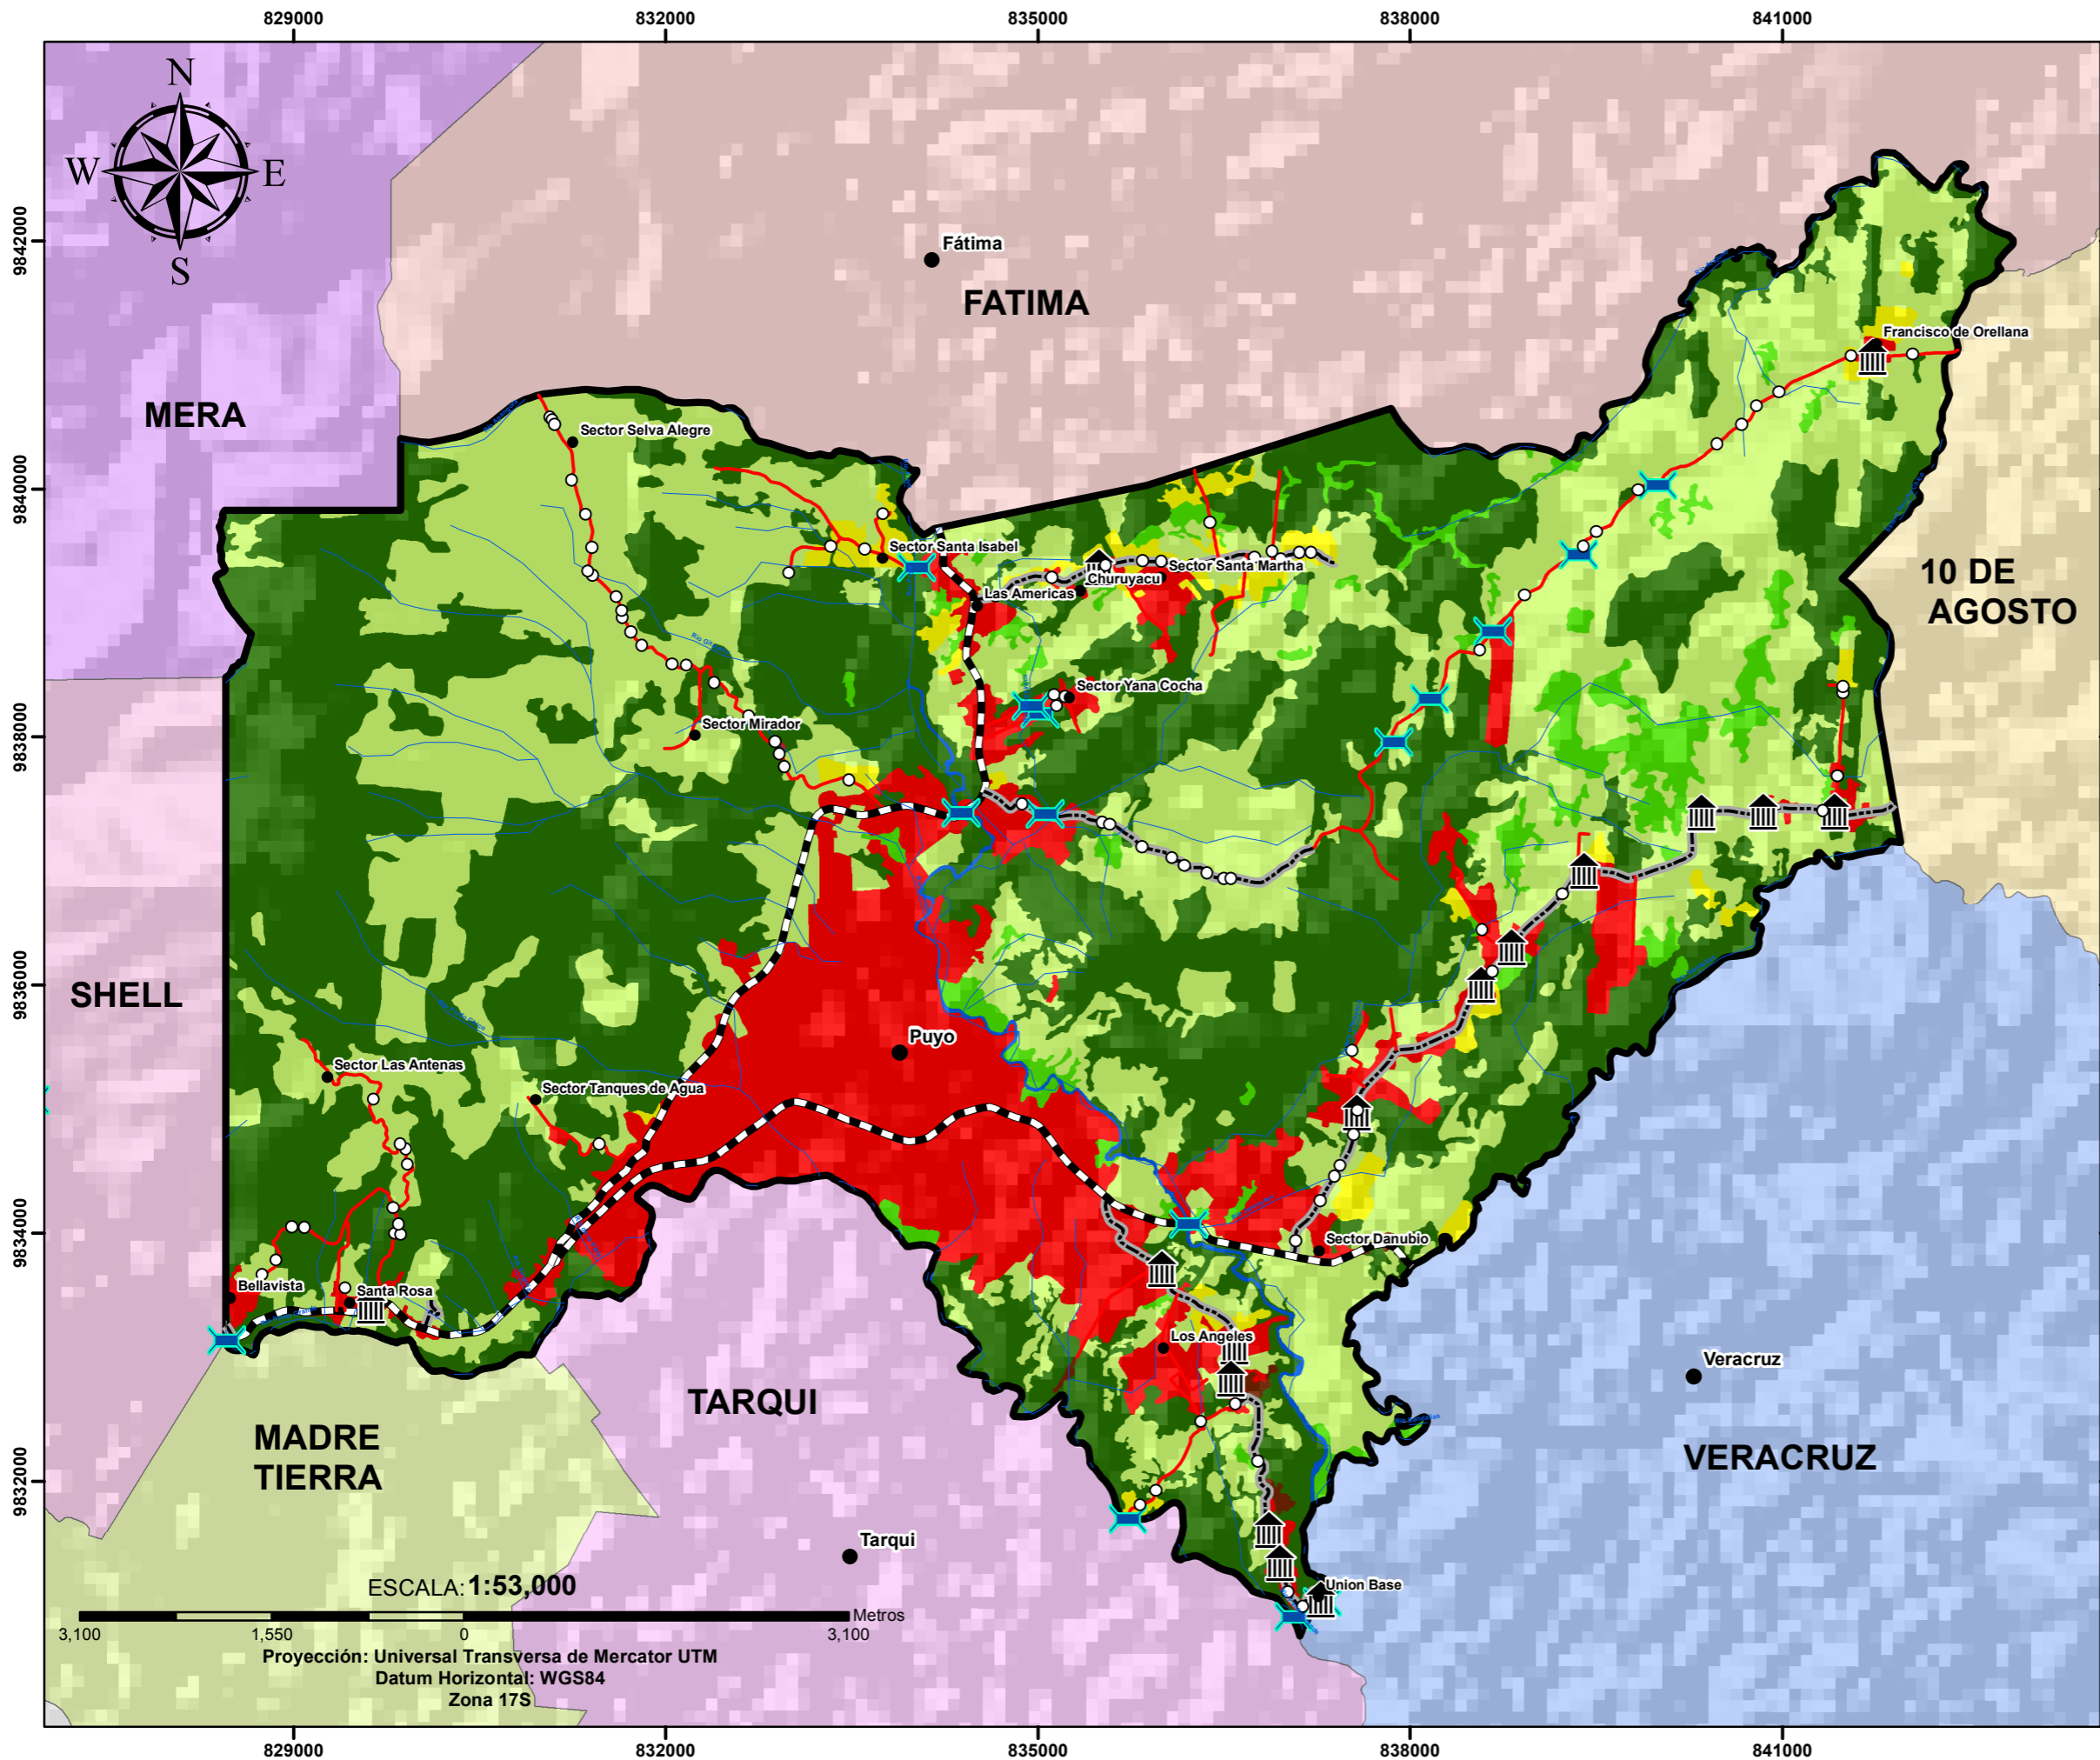 829000
832000
835000
838000
841000
N
W
E
S
9842000
9840000
9838000
9836000
9834000
9832000
Fátima
FATIMA
Francisco de Orellana
MERA
Sector Selva Alegre
Sector Santa Isabel
Sector Santa Martha
Churuyacu
Las Americas
10 DE
AGOSTO
Sector Yana Cocha
Sector Mirador
SHELL
Puyo
Sector Las Antenas
Sector Tanques de Agua
Sector Danubio
Bellavista
Santa Rosa
Los Angeles
Veracruz
TARQUI
MADRE
TIERRA
VERACRUZ
Tarqui
Union Base
ESCALA: 1:53,000
Metros
3,100
1,550
0
3,100
Proyección: Universal Transversa de Mercator UTM
Datum Horizontal: WGS84
Zona 17S
829000
832000
835000
838000
841000